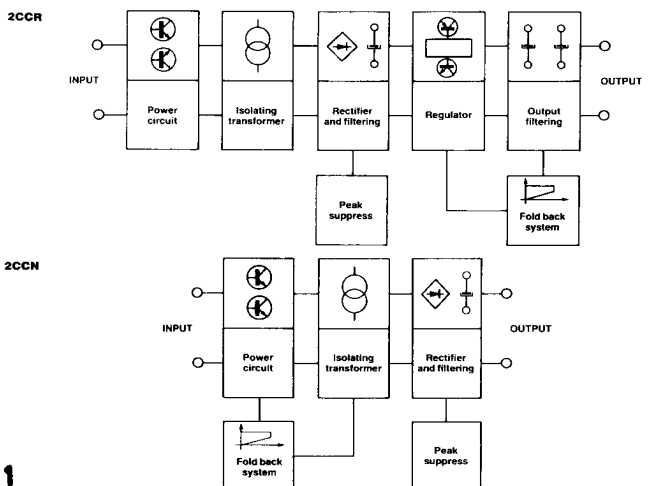 2CCR
INPUT
OUTPUT
Power
circuit
Isolating
transformer
Rectifier
and filtering
Regulator
Output
filtering
Peak
suppress
Fold back
system
2CCN
INPUT
OUTPUT
Power
circuit
Isolating
transformer
Rectifier
and filtering
Fold back
system
Peak
suppress
1